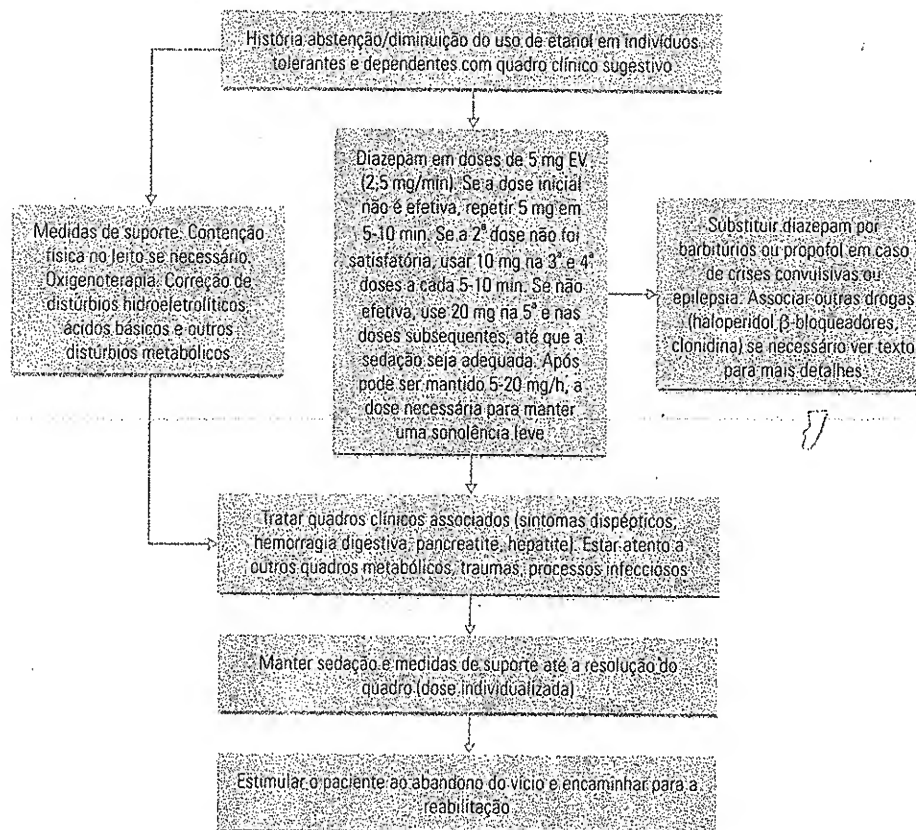 História abstenção/diminuição do uso de etanol em indivíduos
tolerantes e dependentes com quadro clínico sugestivo
Diazepam em doses de 5 mg EV
(2,5 mg/min). Se a dose inicial
não é efetiva, repetir 5 mg em
5-10 min. Se a 2ª dose não foi
satisfatória, usar 10 mg na 3ª e 4ª
doses a cada 5-10 min. Se não
efetiva, use 20 mg na 5ª e nas
doses subsequentes, até que a
sedação seja adequada. Após
pode ser mantido 5-20 mg/h, a
dose necessária para manter
uma sonolência leve
Medidas de suporte. Contenção
física no leito se necessário.
Oxigenoterapia. Correção de
distúrbios hidroeletrolíticos,
ácidos básicos e outros
distúrbios metabólicos
Substituir diazepam por
barbitúrios ou propofol em caso
de crises convulsivas ou
epilepsia. Associar outras drogas
(haloperidol, β-bloqueadores,
clonidina) se necessário ver texto
para mais detalhes
Tratar quadros clínicos associados (sintomas dispépticos,
hemorragia digestiva, pancreatite, hepatite). Estar atento a
outros quadros metabólicos, traumas, processos infecciosos
Manter sedação e medidas de suporte até a resolução do
quadro (dose individualizada)
Estimular o paciente ao abandono do vício e encaminhar para a
reabilitação